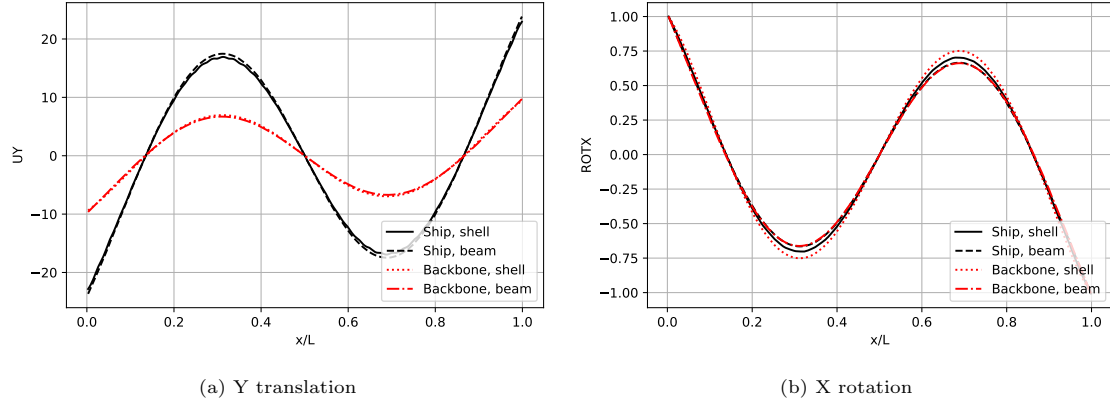 20
10
0
−10
−20
UY
0.0 0.2 0.4 0.6 0.8 1.0
x/L
Ship, shell
Ship, beam
Backbone, shell
Backbone, beam
(a) Y translation
1.00
0.75
0.50
0.25
0.00
−0.25
−0.50
−0.75
−1.00
ROTX
0.0 0.2 0.4 0.6 0.8 1.0
x/L
Ship, shell
Ship, beam
Backbone, shell
Backbone, beam
(b) X rotation